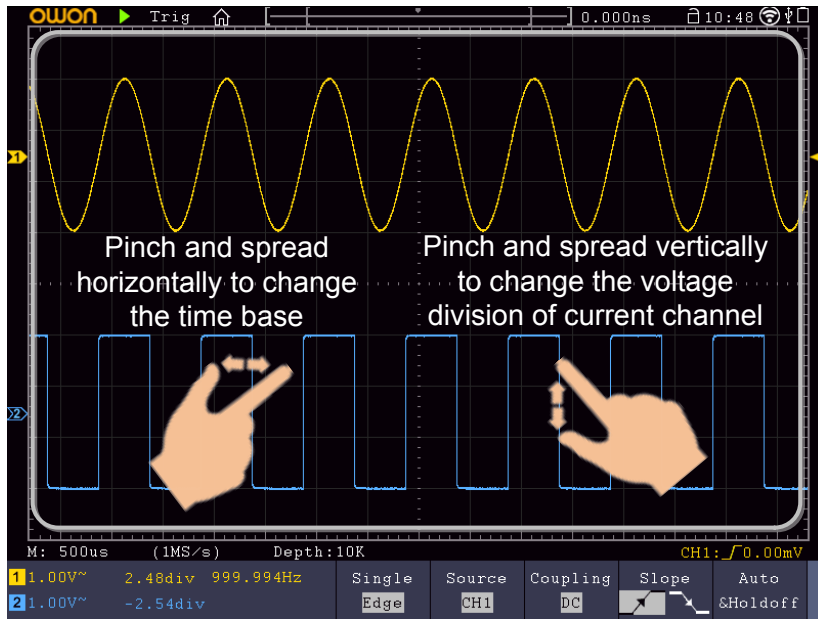 OWON Trig 0.000ns 10:48
1
Pinch and spread
horizontally to change
the time base
Pinch and spread vertically
to change the voltage
division of current channel
2
M: 500us (1MS/s) Depth:10K CH1: 0.00mV
1 1.00V~ 2.48div 999.994Hz
2 1.00V~ -2.54div
Single
Edge
Source
CH1
Coupling
DC
Slope
Auto
&Holdoff